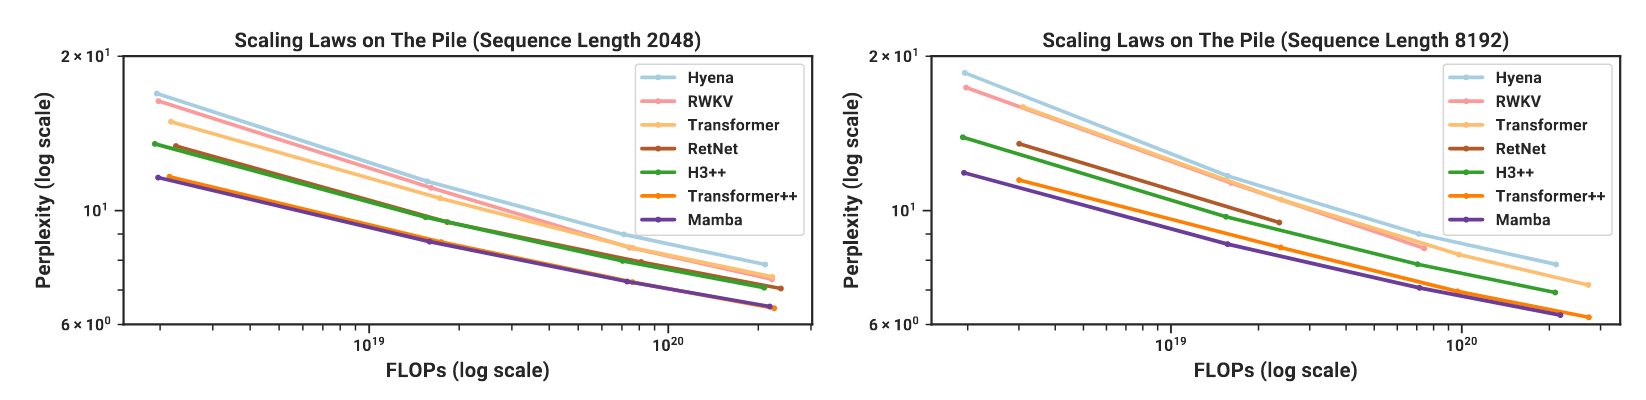 Scaling Laws on The Pile (Sequence Length 2048)
2 × 10¹
10¹
6 × 10⁰
Perplexity (log scale)
Hyena
RWKV
Transformer
RetNet
H3++
Transformer++
Mamba
10¹⁹
10²⁰
FLOPs (log scale)
Scaling Laws on The Pile (Sequence Length 8192)
2 × 10¹
10¹
6 × 10⁰
Perplexity (log scale)
Hyena
RWKV
Transformer
RetNet
H3++
Transformer++
Mamba
10¹⁹
10²⁰
FLOPs (log scale)